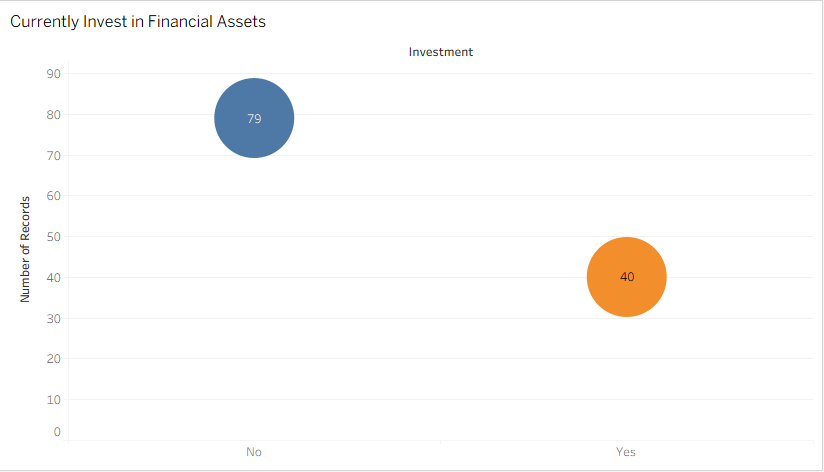 Currently Invest in Financial Assets
Investment
90
80
70
60
50
40
30
20
10
0
Number of Records
79
40
No
Yes